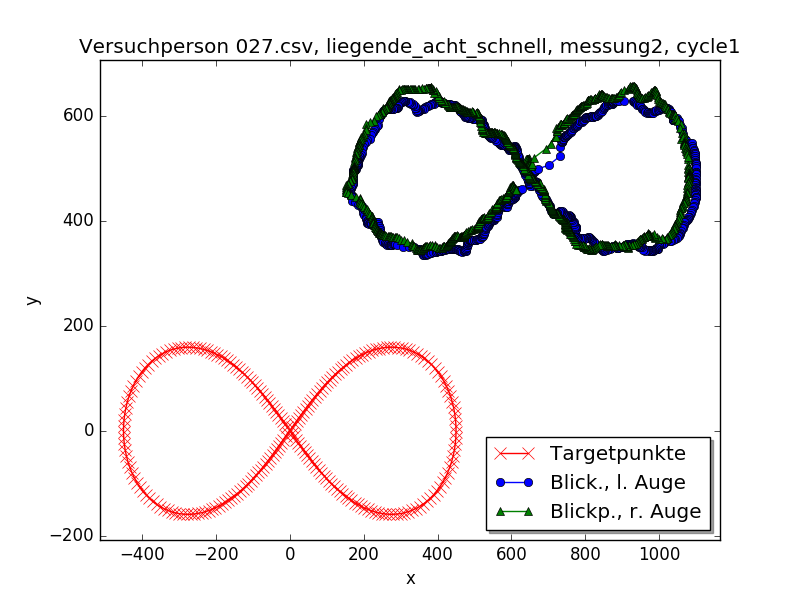 Versuchperson 027.csv, liegende_acht_schnell, messung2, cycle1
600
400
200
0
−200
y
−400
−200
0
200
400
600
800
1000
x
Targetpunkte
Blick., l. Auge
Blickp., r. Auge